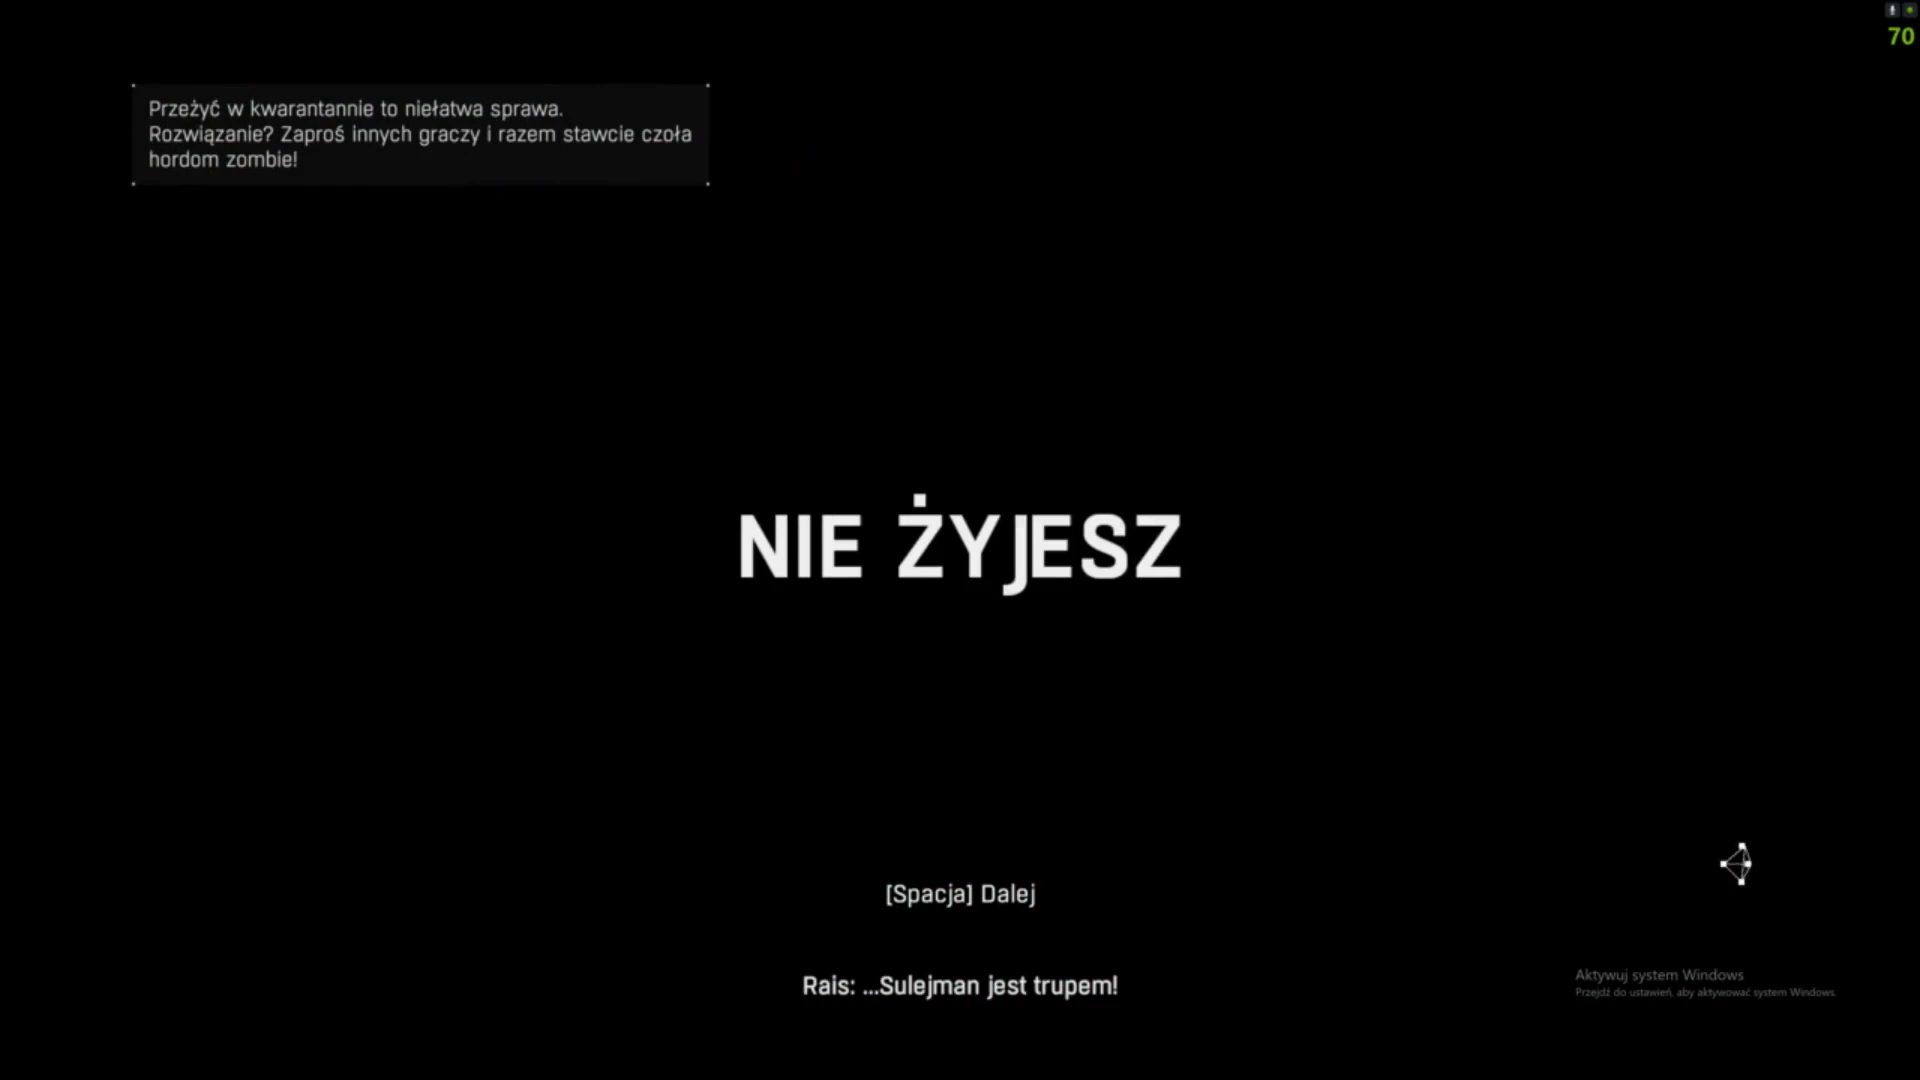 70
Przeżyć w kwarantannie to niełatwa sprawa.
Rozwiązanie? Zaproś innych graczy i razem stawcie czoła
hordom zombie!
NIE ŻYJESZ
[Spacja] Dalej
Rais: ...Sulejman jest trupem!
Aktywuj system Windows
Przejdź do ustawień, aby aktywować system Windows.